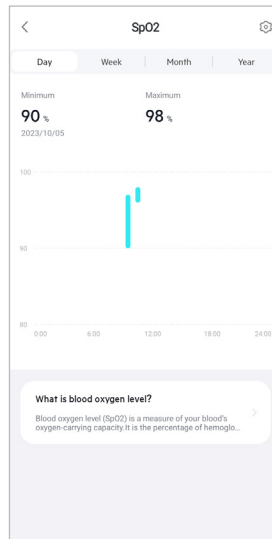 SpO2
Day Week Month Year
Minimum Maximum
90 % 98 %
2023/10/05
100
90
80
0:00 6:00 12:00 18:00 24:00
What is blood oxygen level?
Blood oxygen level (SpO2) is a measure of your blood's
oxygen-carrying capacity.It is the percentage of hemoglo...